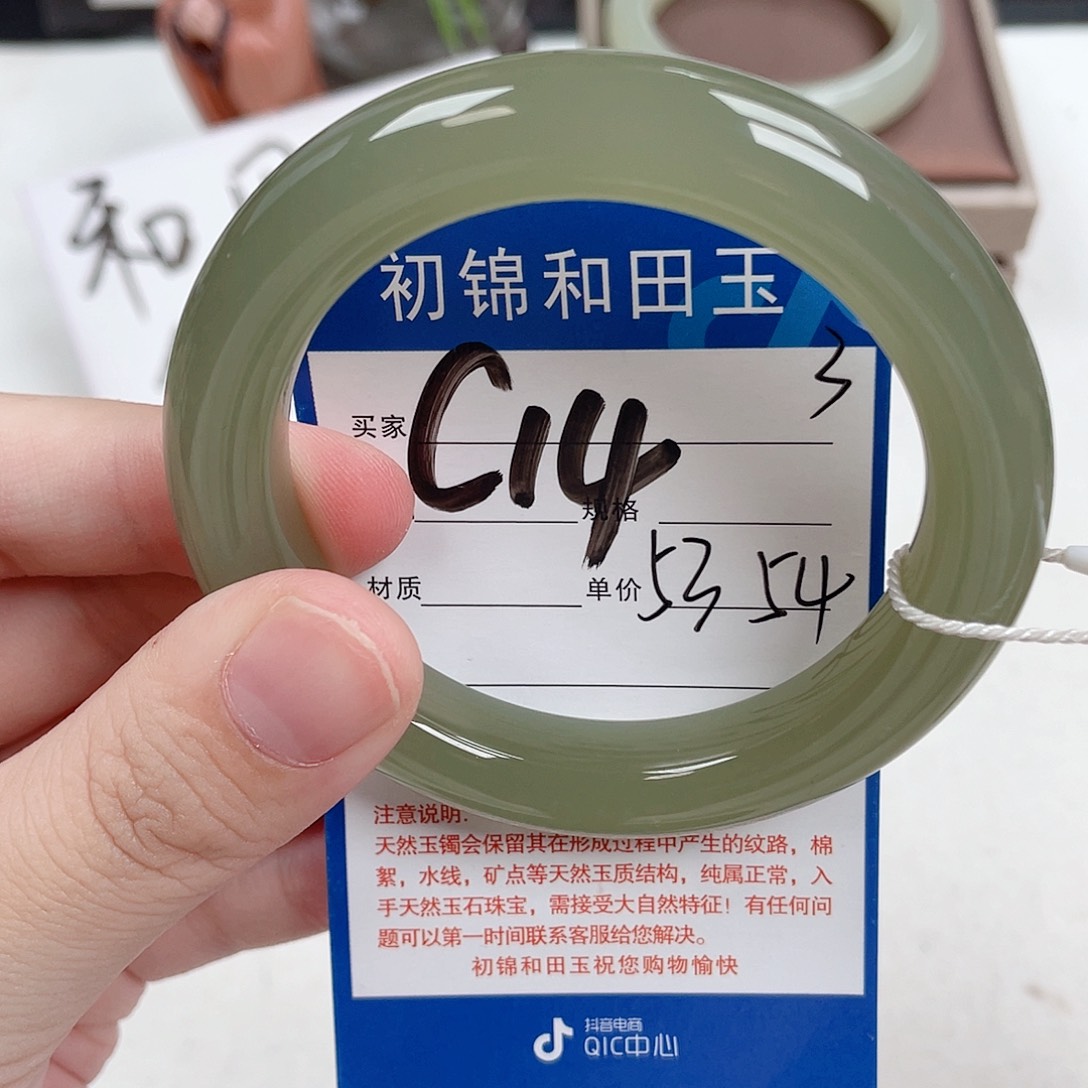 和
初锦和田玉
3
买家 C14
规格
材质 单价 53 54
注意说明:
天然玉镯会保留其在形成过程中产生的纹路，棉
絮，水线，矿点等天然玉质结构，纯属正常，入
手天然玉石珠宝，需接受大自然特征！有任何问
题可以第一时间联系客服给您解决。
初锦和田玉祝您购物愉快
抖音电商
QIC中心